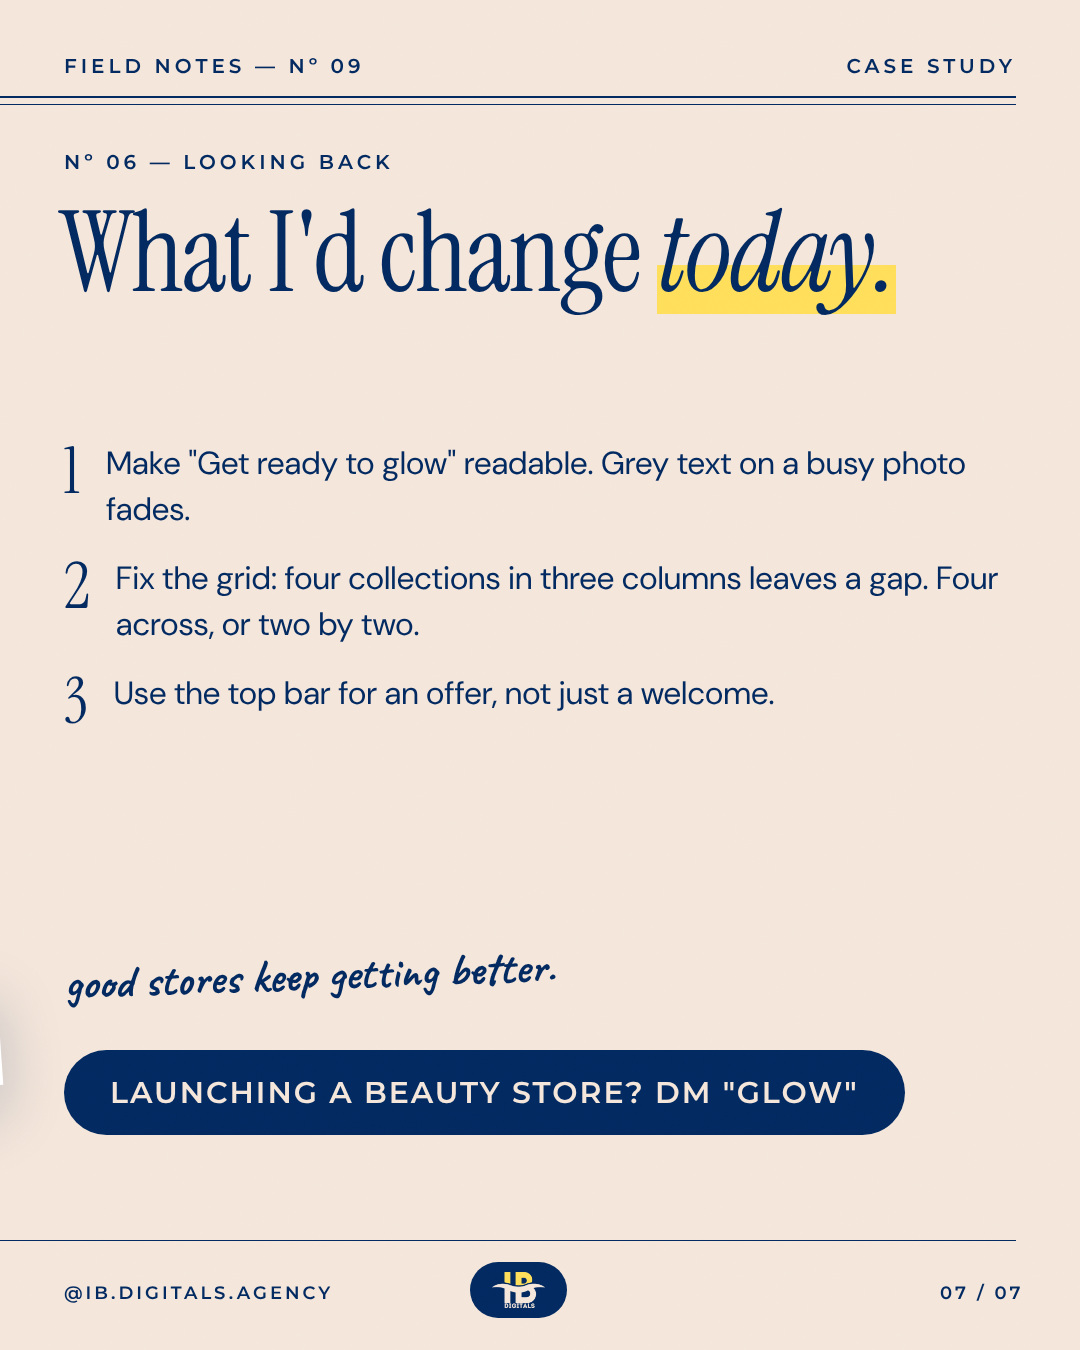 FIELD NOTES — Nº 09
CASE STUDY
Nº 06 — LOOKING BACK
What I'd change today.
1 Make "Get ready to glow" readable. Grey text on a busy photo
fades.
2 Fix the grid: four collections in three columns leaves a gap. Four
across, or two by two.
3 Use the top bar for an offer, not just a welcome.
good stores keep getting better.
LAUNCHING A BEAUTY STORE? DM "GLOW"
@IB.DIGITALS.AGENCY
IB
DIGITALS
07 / 07